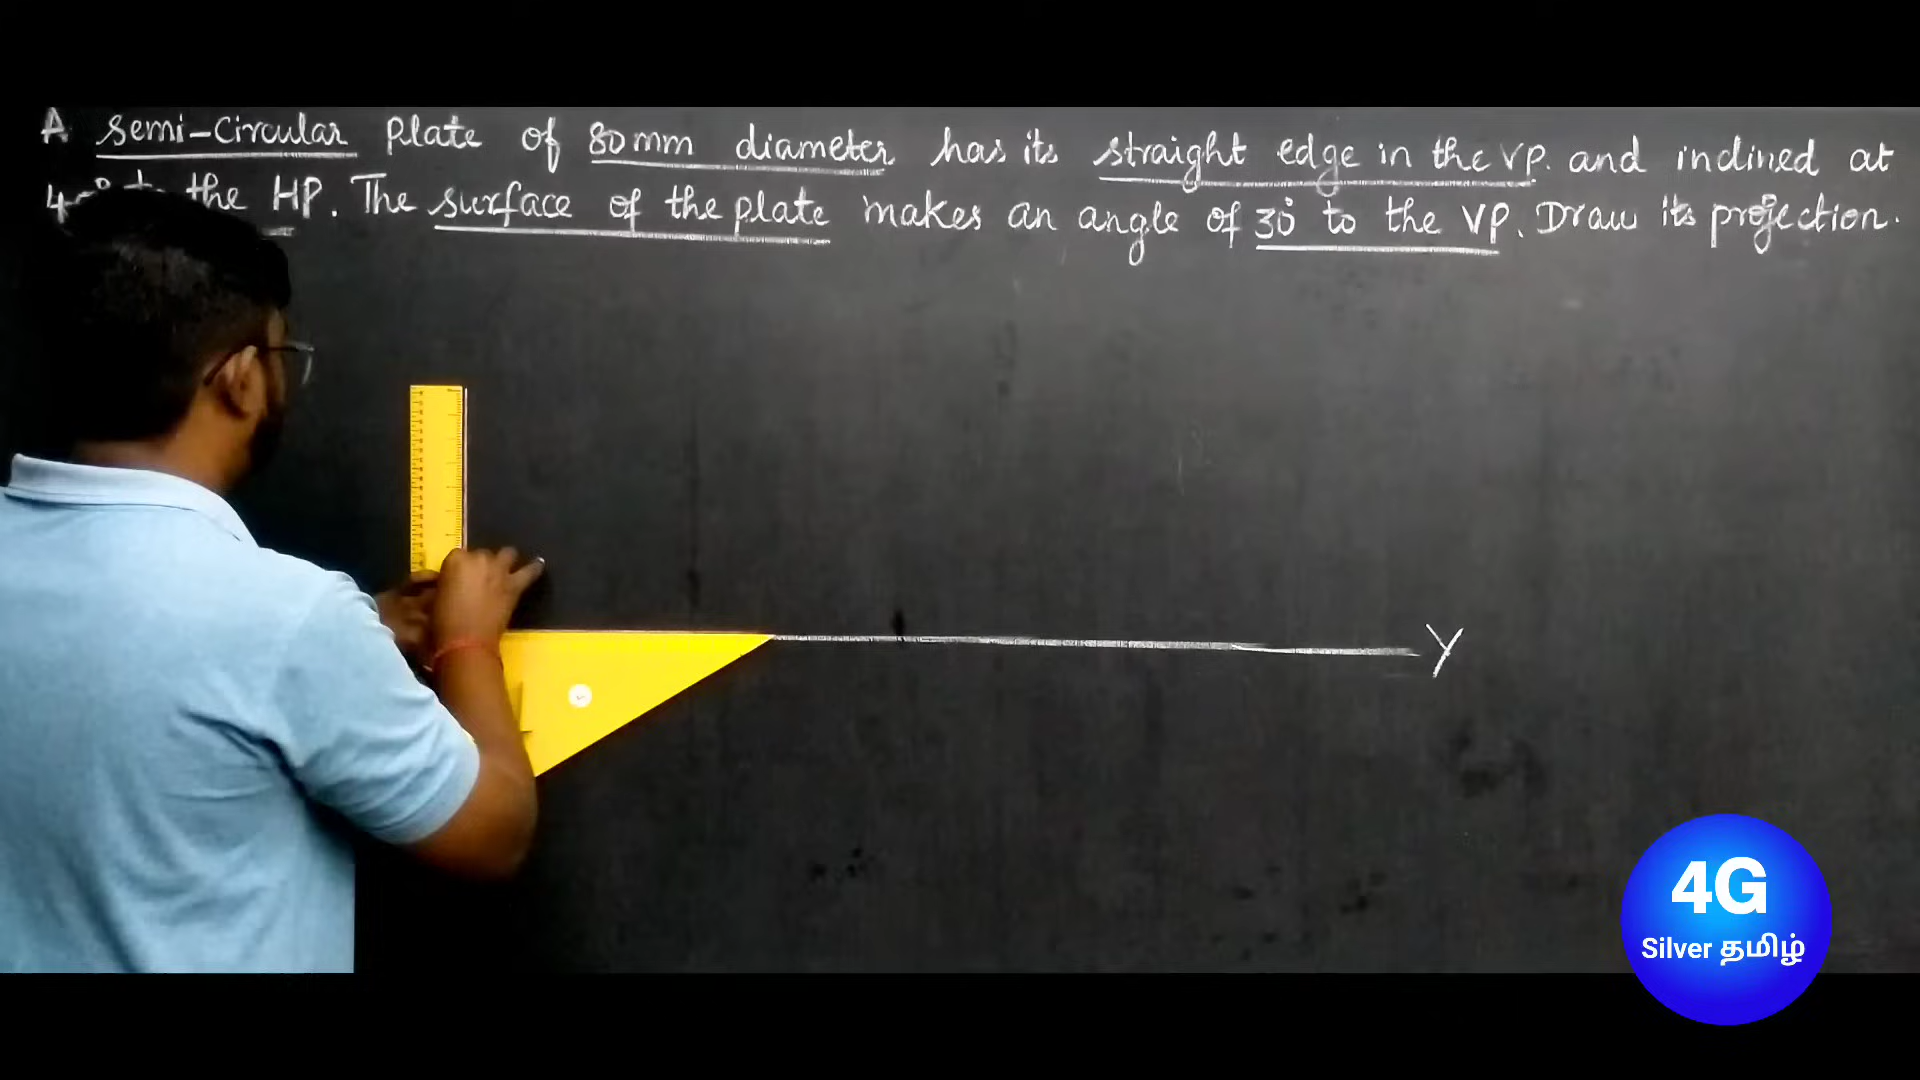 A semi-Circular Plate of 80mm diameter has its straight edge in the VP. and inclined at
the HP. The surface of the plate makes an angle of 30° to the VP. Draw its projection.
Y
4G
Silver தமிழ்